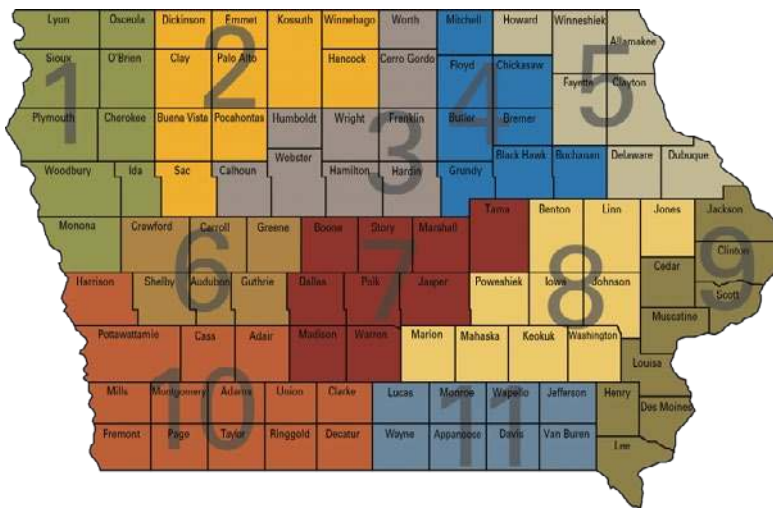 Lyon Osceola Dickinson Emmet Kossuth Winnebago Worth Mitchell Howard Winneshiek Allamakee
Sioux O'Brien Clay Palo Alto Hancock Cerro Gordo Floyd Chickasaw Fayette Clayton
1 2 3 4 5
Plymouth Cherokee Buena Vista Pocahontas Humboldt Wright Franklin Butler Bremer
Woodbury Ida Sac Calhoun Webster Hamilton Hardin Grundy Black Hawk Buchanan Delaware Dubuque
Monona Crawford Carroll Greene Boone Story Marshall Tama Benton Linn Jones Jackson
Clinton
6 7 8 9
Harrison Shelby Audubon Guthrie Dallas Polk Jasper Poweshiek Iowa Johnson Cedar Scott
Muscatine
Pottawattamie Cass Adair Madison Warren Marion Mahaska Keokuk Washington Louisa
Mills Montgomery Adams Union Clarke Lucas Monroe Wapello Jefferson Henry Des Moines
10 11
Fremont Page Taylor Ringgold Decatur Wayne Appanoose Davis Van Buren Lee